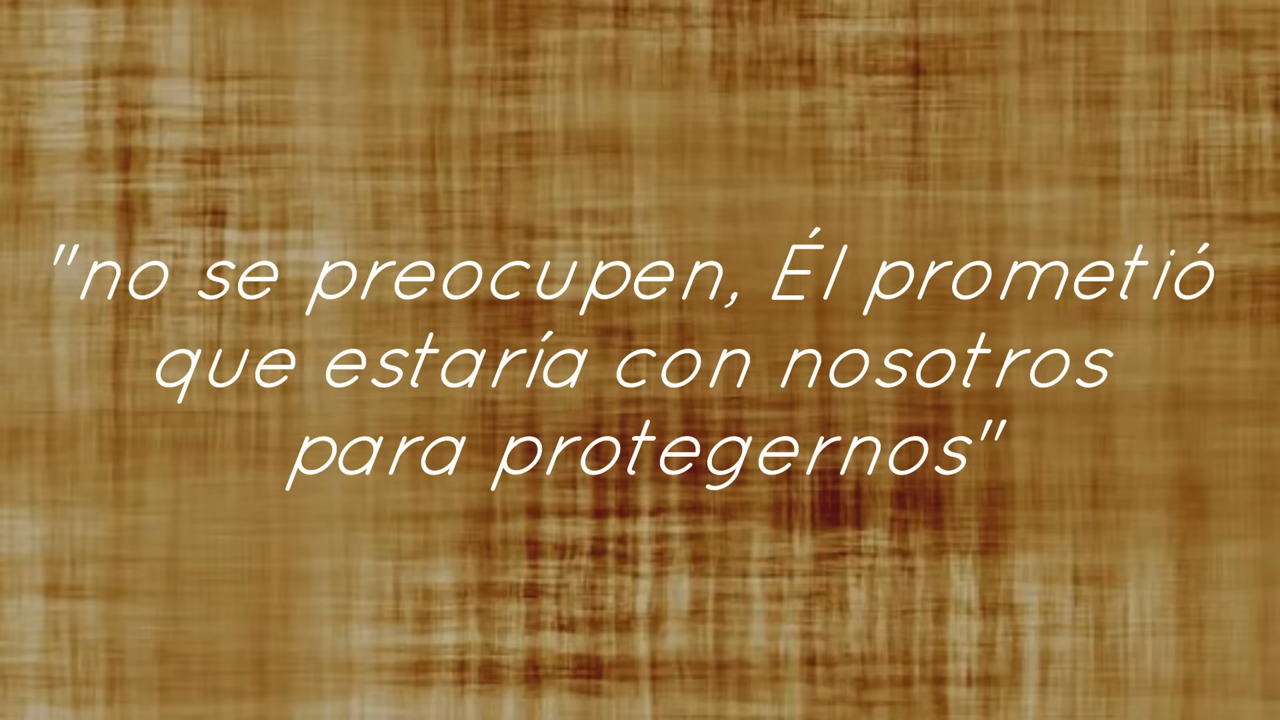 "no se preocupen, Él prometió
que estaría con nosotros
para protegernos"